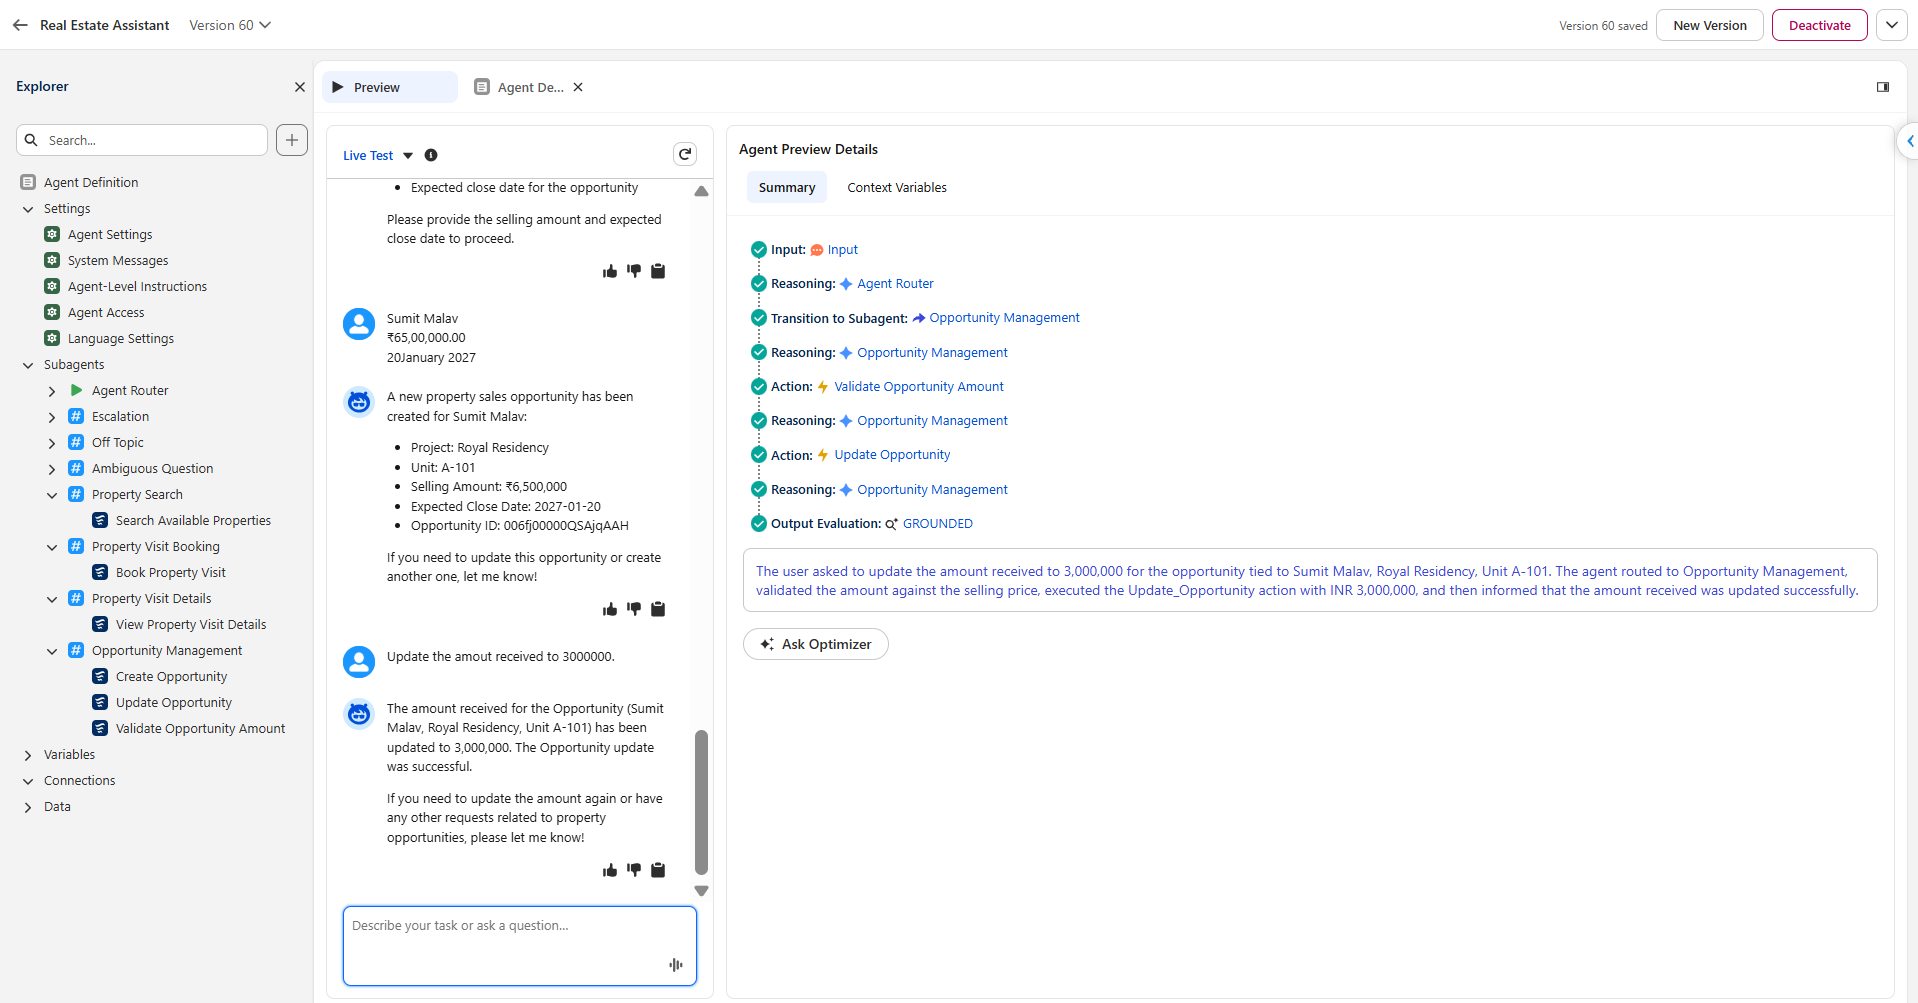 Real Estate Assistant
Version 60
Version 60 saved
New Version
Deactivate
Explorer
Search...
Agent Definition
Settings
Agent Settings
System Messages
Agent-Level Instructions
Agent Access
Language Settings
Subagents
Agent Router
Escalation
Off Topic
Ambiguous Question
Property Search
Search Available Properties
Property Visit Booking
Book Property Visit
Property Visit Details
View Property Visit Details
Opportunity Management
Create Opportunity
Update Opportunity
Validate Opportunity Amount
Variables
Connections
Data
Preview
Agent De...
Live Test
• Expected close date for the opportunity
Please provide the selling amount and expected
close date to proceed.
Sumit Malav
₹65,00,000.00
20January 2027
A new property sales opportunity has been
created for Sumit Malav:
• Project: Royal Residency
• Unit: A-101
• Selling Amount: ₹6,500,000
• Expected Close Date: 2027-01-20
• Opportunity ID: 006fj00000QSAjqAAH
If you need to update this opportunity or create
another one, let me know!
Update the amout received to 3000000.
The amount received for the Opportunity (Sumit
Malav, Royal Residency, Unit A-101) has been
updated to 3,000,000. The Opportunity update
was successful.
If you need to update the amount again or have
any other requests related to property
opportunities, please let me know!
Describe your task or ask a question...
Agent Preview Details
Summary
Context Variables
Input: Input
Reasoning: Agent Router
Transition to Subagent: Opportunity Management
Reasoning: Opportunity Management
Action: Validate Opportunity Amount
Reasoning: Opportunity Management
Action: Update Opportunity
Reasoning: Opportunity Management
Output Evaluation: GROUNDED
The user asked to update the amount received to 3,000,000 for the opportunity tied to Sumit Malav, Royal Residency, Unit A-101. The agent routed to Opportunity Management,
validated the amount against the selling price, executed the Update_Opportunity action with INR 3,000,000, and then informed that the amount received was updated successfully.
Ask Optimizer